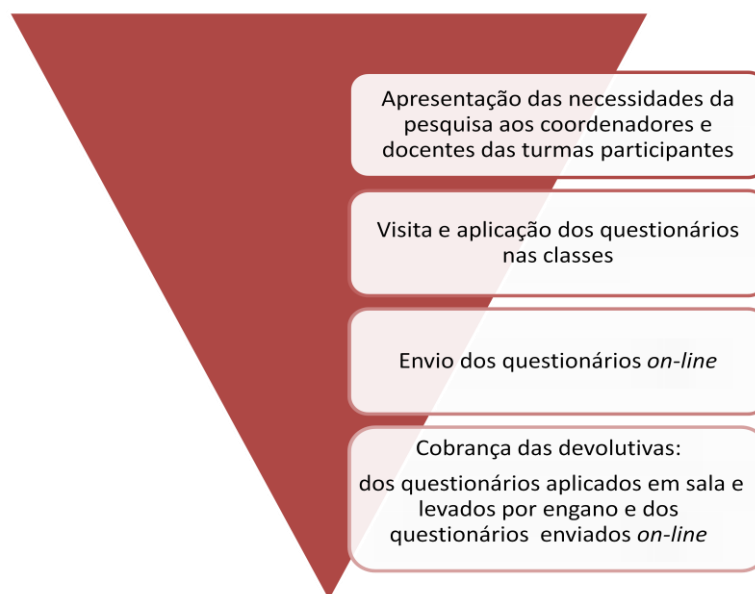 Apresentação das necessidades da
pesquisa aos coordenadores e
docentes das turmas participantes
Visita e aplicação dos questionários
nas classes
Envio dos questionários on-line
Cobrança das devolutivas:
dos questionários aplicados em sala e
levados por engano e dos
questionários enviados on-line